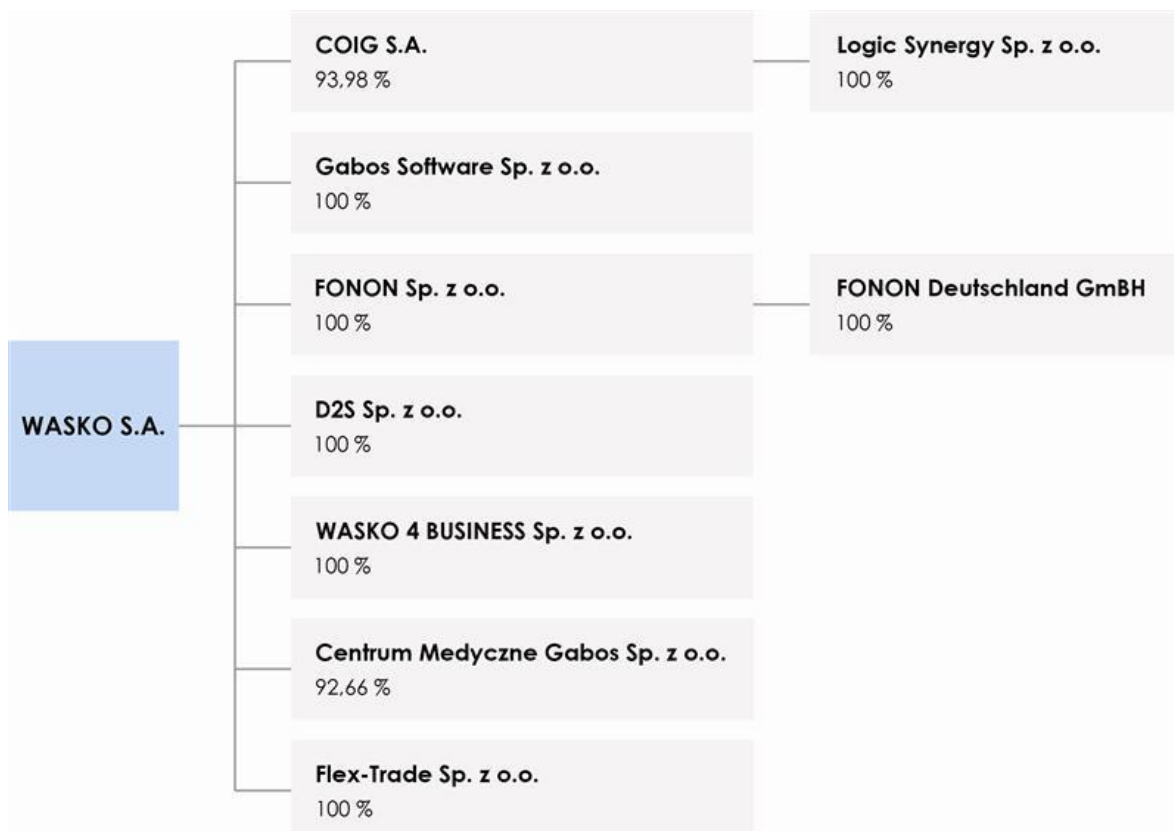 COIG S.A.
93,98 %
Logic Synergy Sp. z o.o.
100 %
Gabos Software Sp. z o.o.
100 %
FONON Sp. z o.o.
100 %
FONON Deutschland GmBH
100 %
WASKO S.A.
D2S Sp. z o.o.
100 %
WASKO 4 BUSINESS Sp. z o.o.
100 %
Centrum Medyczne Gabos Sp. z o.o.
92,66 %
Flex-Trade Sp. z o.o.
100 %